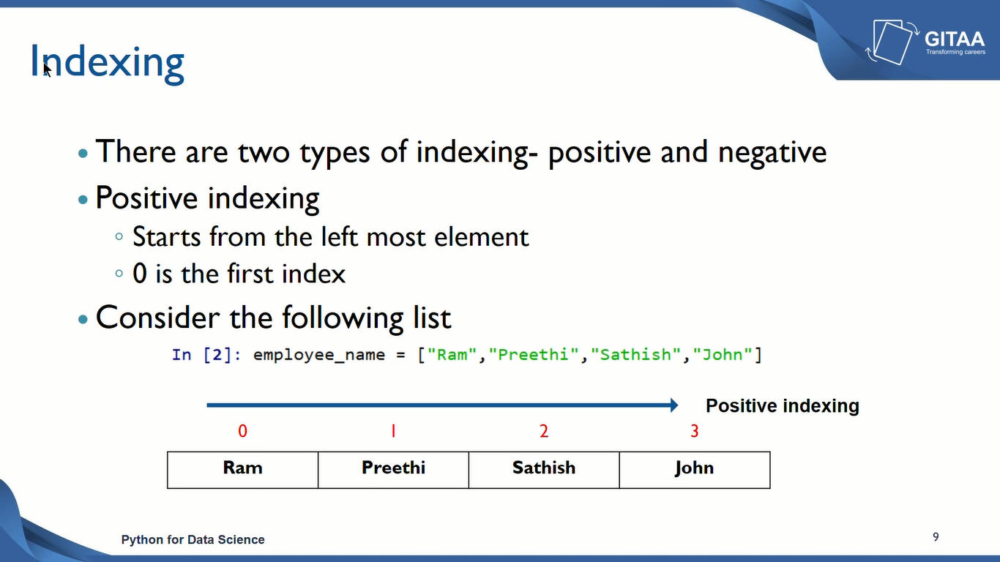 GITAA
Transforming careers
Indexing
• There are two types of indexing- positive and negative
• Positive indexing
◦ Starts from the left most element
◦ 0 is the first index
• Consider the following list
In [2]: employee_name = ["Ram","Preethi","Sathish","John"]
Positive indexing
0 1 2 3
Ram Preethi Sathish John
Python for Data Science
9